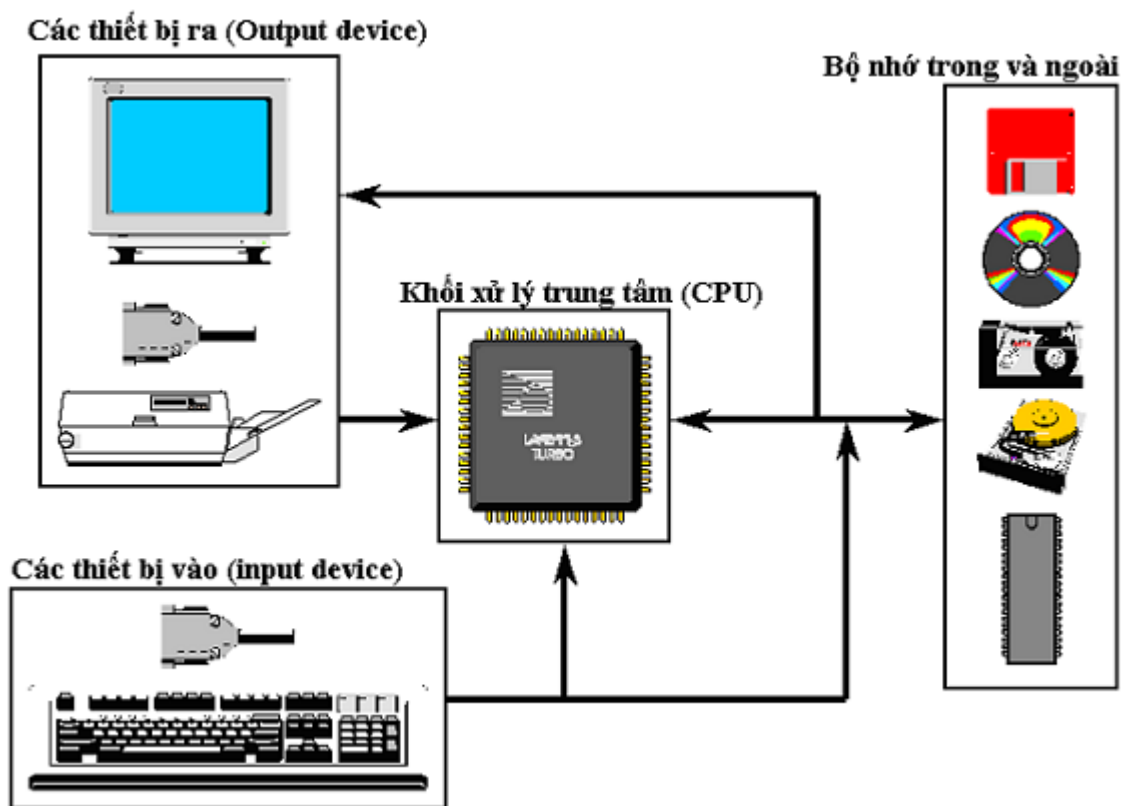 Các thiết bị ra (Output device)
Bộ nhớ trong và ngoài
Khối xử lý trung tâm (CPU)
TURBO
Các thiết bị vào (input device)